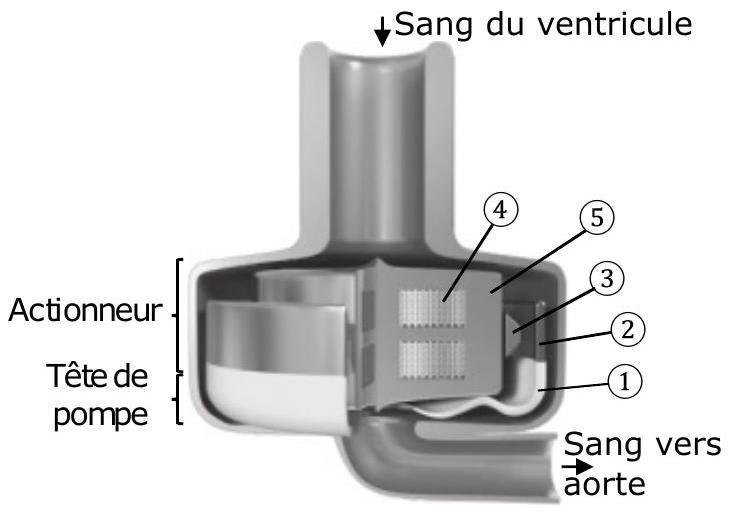 Sang du ventricule
④
⑤
③
Actionneur
②
Tête de
pompe
①
Sang vers
aorte